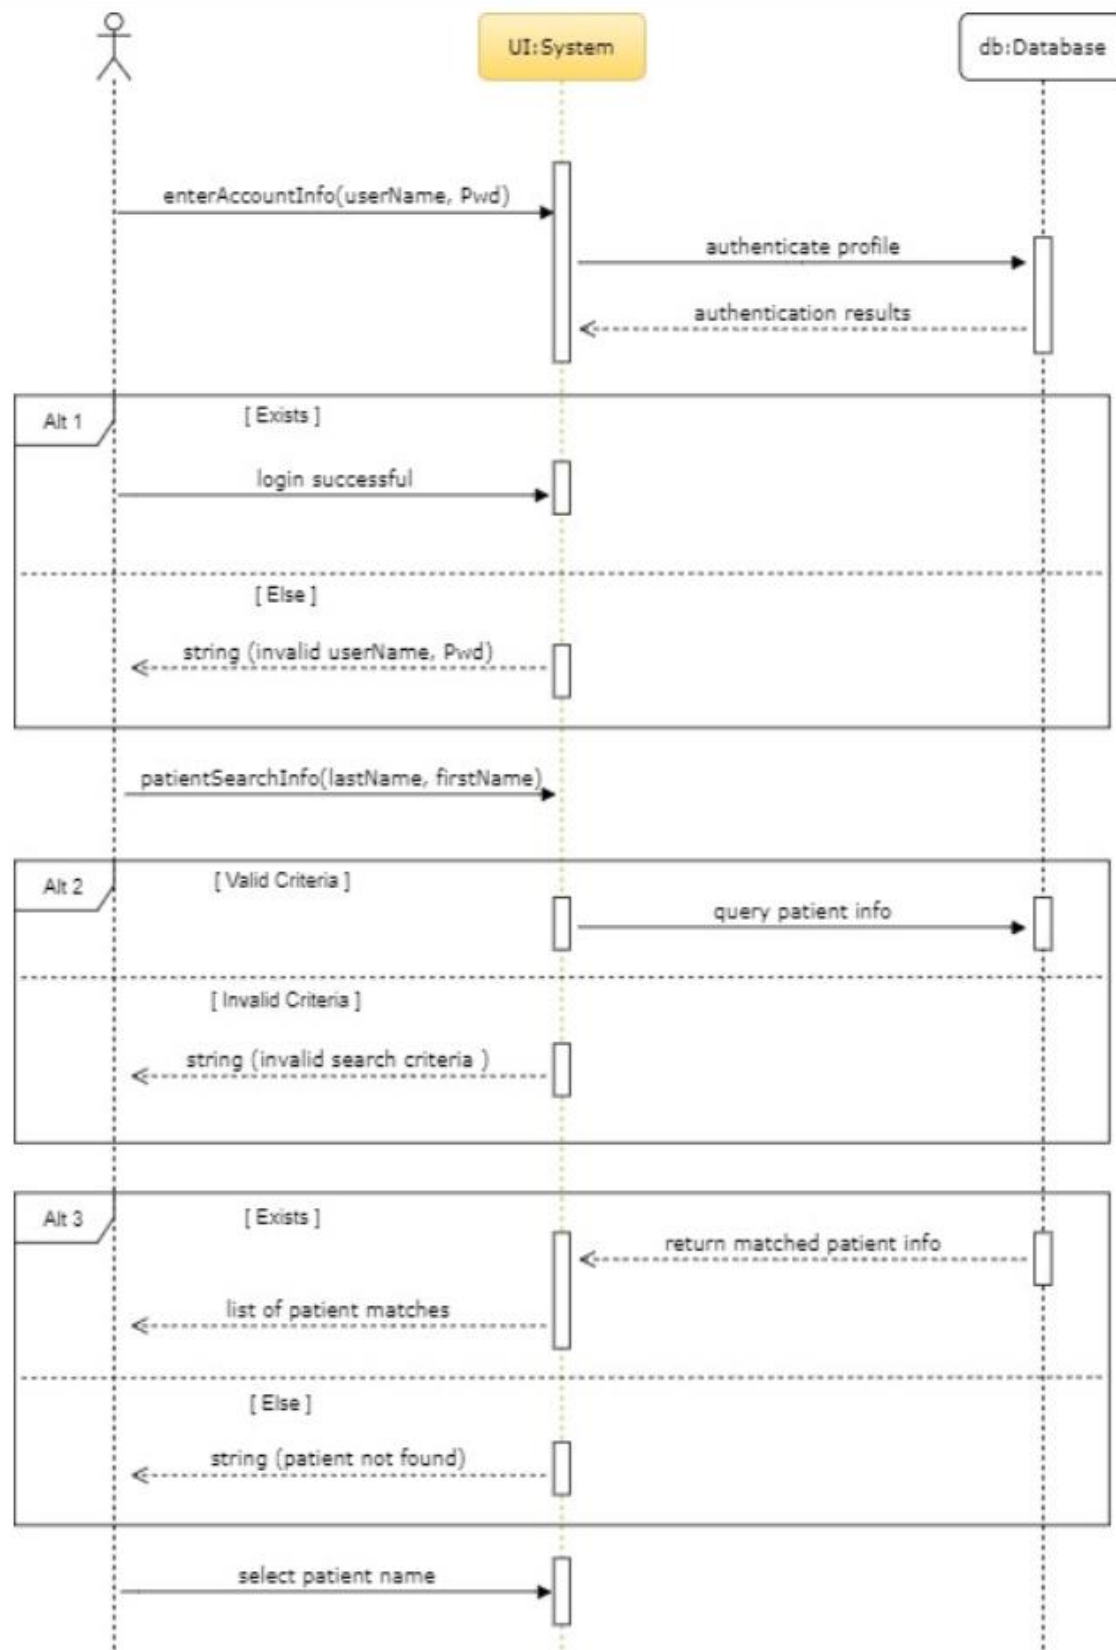 UI:System
db:Database
enterAccountInfo(userName, Pwd)
authenticate profile
authentication results
Alt 1
[ Exists ]
login successful
[ Else ]
string (invalid userName, Pwd)
patientSearchInfo(lastName, firstName)
Alt 2
[ Valid Criteria ]
query patient info
[ Invalid Criteria ]
string (invalid search criteria )
Alt 3
[ Exists ]
return matched patient info
list of patient matches
[ Else ]
string (patient not found)
select patient name